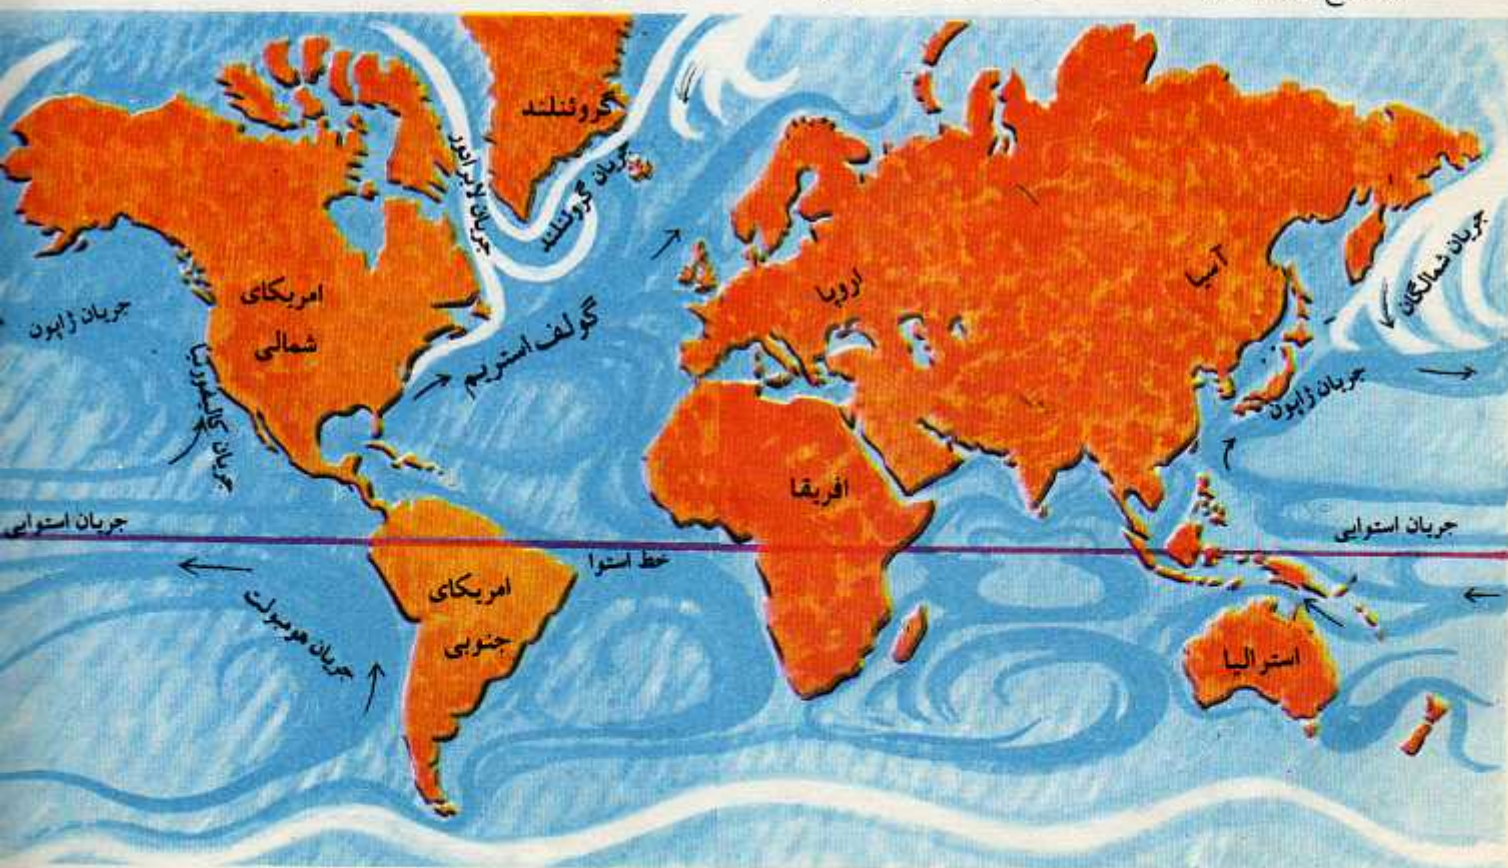 گروئنلند
جریان لابرادور
جریان گروئنلند
امریکای
شمالی
گولف استریم
جریان ژاپون
جریان کالیفورنیا
اروپا
آسیا
جریان شمالگان
جریان ژاپون
افریقا
جریان استوایی
جریان استوایی
خط استوا
امریکای
جنوبی
جریان هومبولت
استرالیا